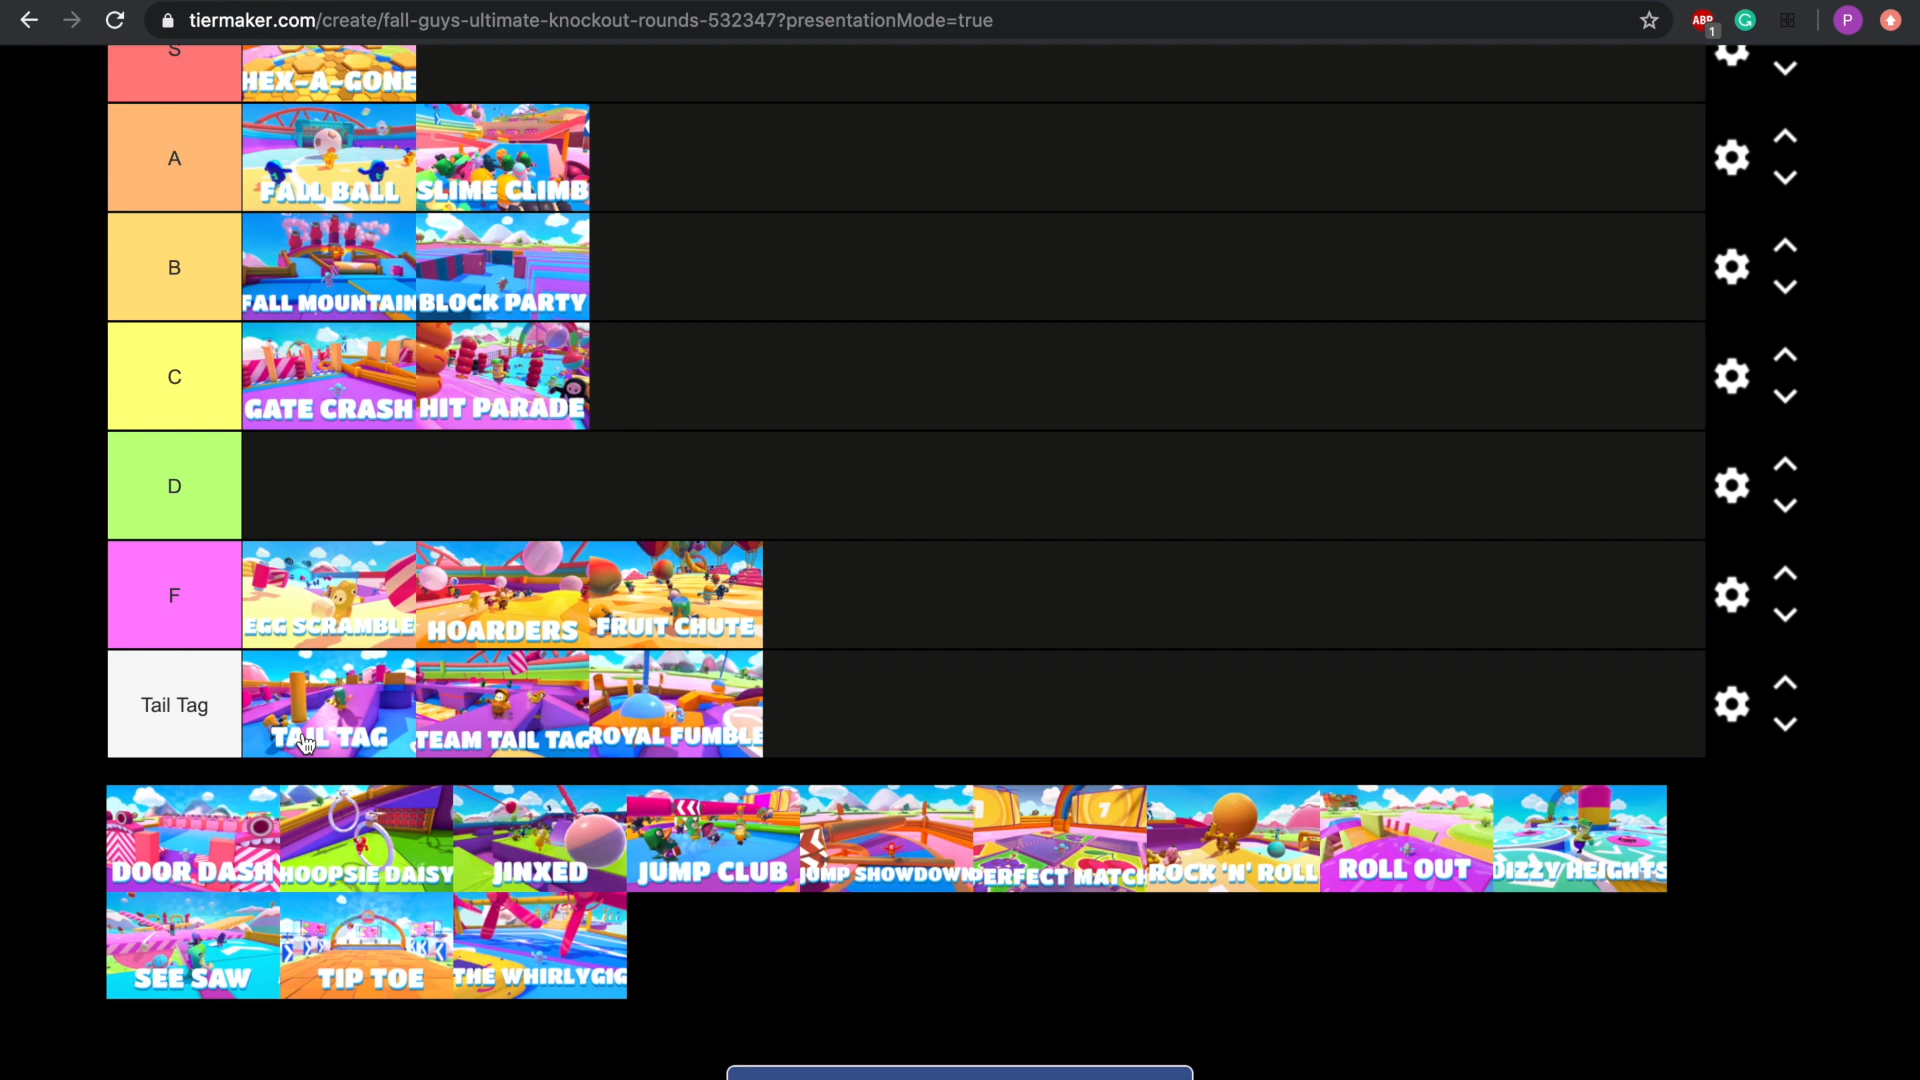 tiermaker.com/create/fall-guys-ultimate-knockout-rounds-532347?presentationMode=true
ABP
1
G
P
S
HEX-A-GONE
A
FALL BALL
SLIME CLIMB
B
FALL MOUNTAIN
BLOCK PARTY
C
GATE CRASH
HIT PARADE
D
F
EGG SCRAMBLE
HOARDERS
FRUIT CHUTE
Tail Tag
TAIL TAG
TEAM TAIL TAG
ROYAL FUMBLE
DOOR DASH
HOOPSIE DAISY
JINXED
JUMP CLUB
JUMP SHOWDOWN
7
PERFECT MATCH
ROCK 'N' ROLL
ROLL OUT
DIZZY HEIGHTS
SEE SAW
TIP TOE
THE WHIRLYGIG